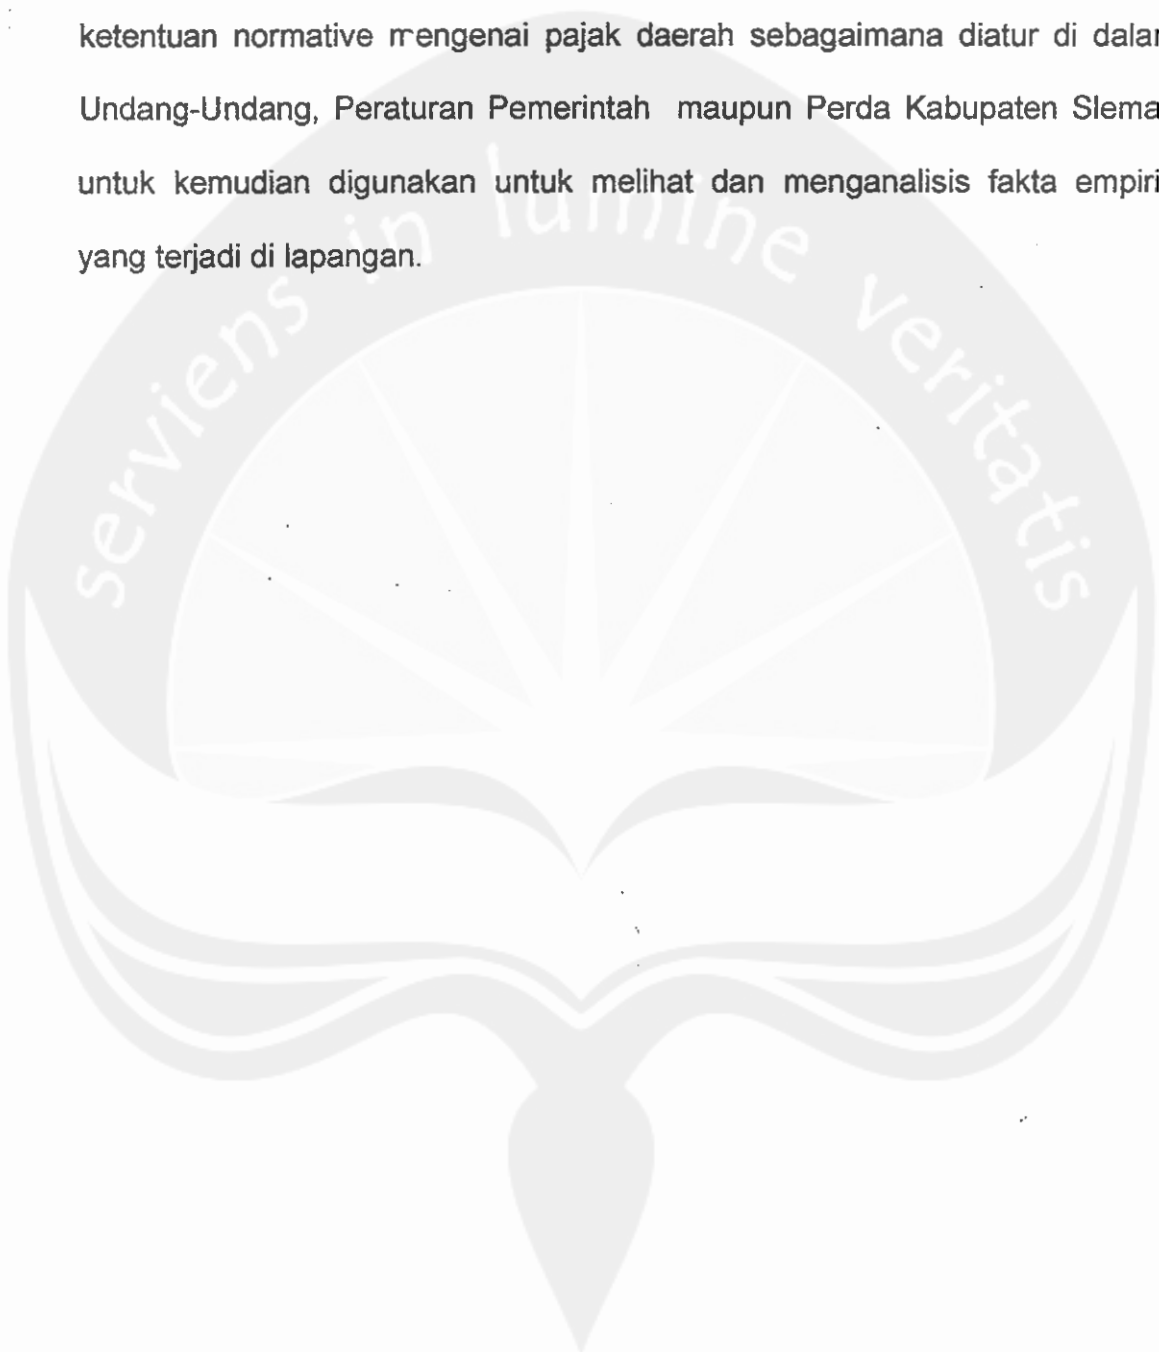 ketentuan normative mengenai pajak daerah sebagaimana diatur di dalar
Undang-Undang, Peraturan Pemerintah maupun Perda Kabupaten Slema
untuk kemudian digunakan untuk melihat dan menganalisis fakta empiri
yang terjadi di lapangan.
serviens in lumine veritatis